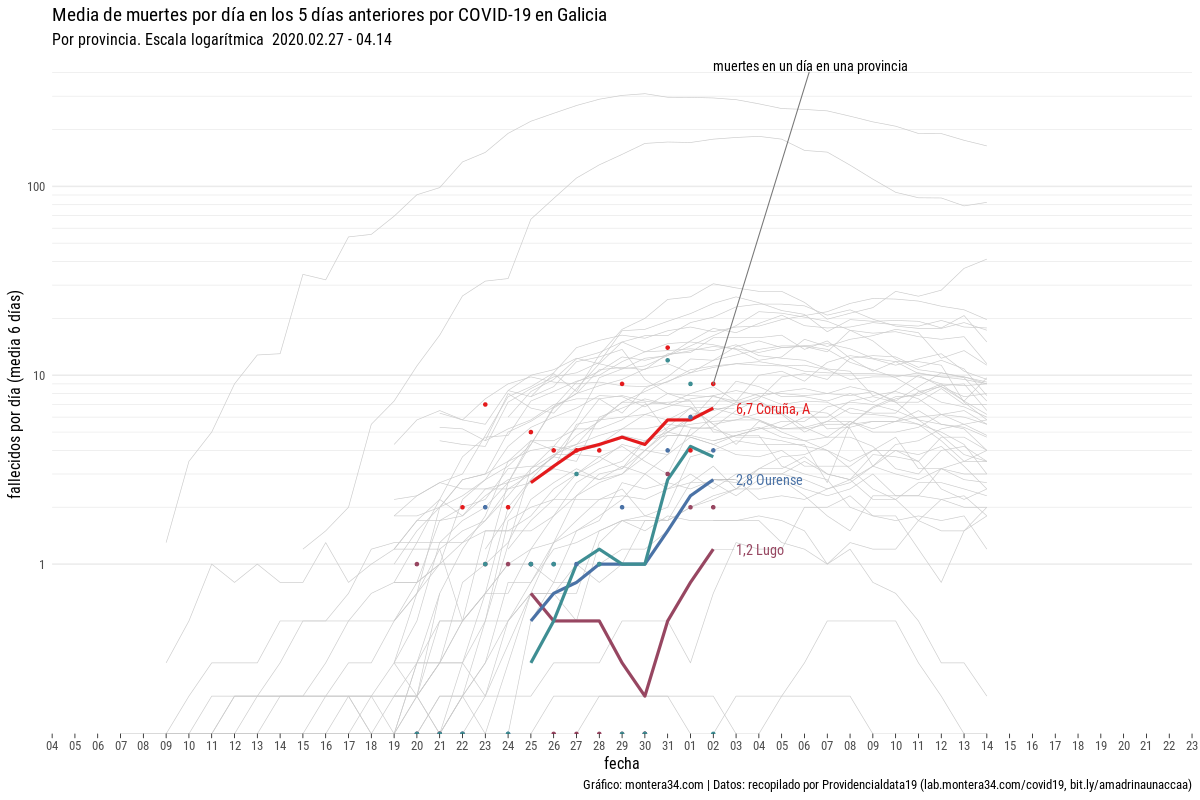 Media de muertes por día en los 5 días anteriores por COVID-19 en Galicia
Por provincia. Escala logarítmica  2020.02.27 - 04.14
muertes en un día en una provincia
fallecidos por día (media 6 días)
100
10
1
6,7 Coruña, A
2,8 Ourense
1,2 Lugo
04 05 06 07 08 09 10 11 12 13 14 15 16 17 18 19 20 21 22 23 24 25 26 27 28 29 30 31 01 02 03 04 05 06 07 08 09 10 11 12 13 14 15 16 17 18 19 20 21 22 23
fecha
Gráfico: montera34.com | Datos: recopilado por Providencialdata19 (lab.montera34.com/covid19, bit.ly/amadrinaunaccaa)